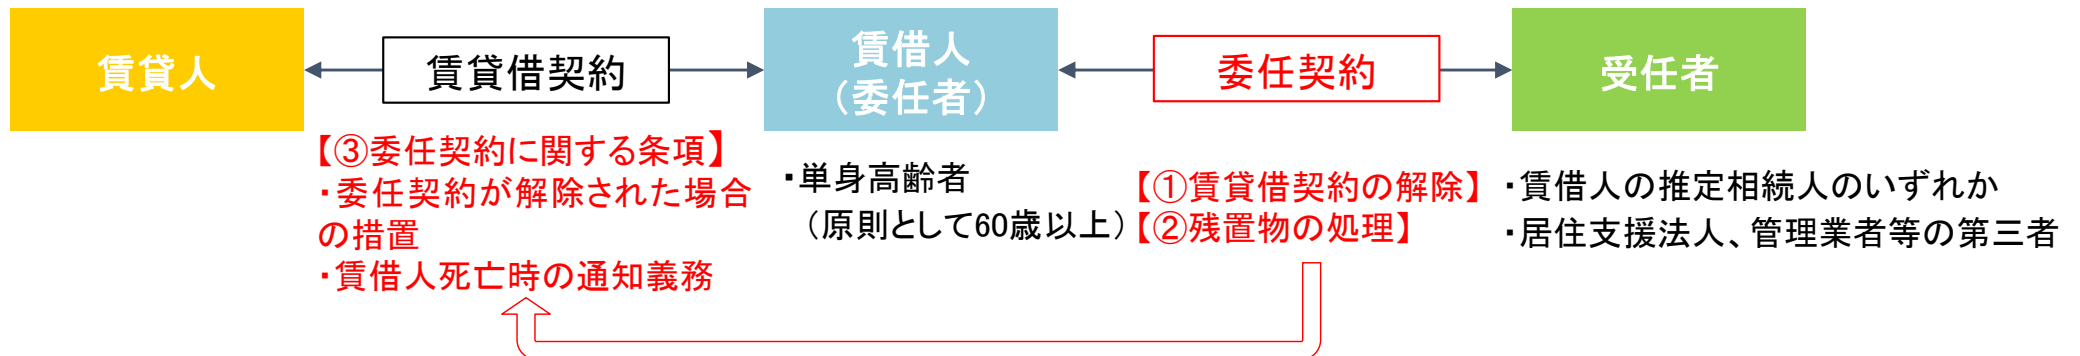 賃貸人
賃貸借契約
賃借人
（委任者）
委任契約
受任者
【③委任契約に関する条項】
・委任契約が解除された場合
の措置
・賃借人死亡時の通知義務
・単身高齢者
（原則として60歳以上）
【①賃貸借契約の解除】
【②残置物の処理】
・賃借人の推定相続人のいずれか
・居住支援法人、管理業者等の第三者